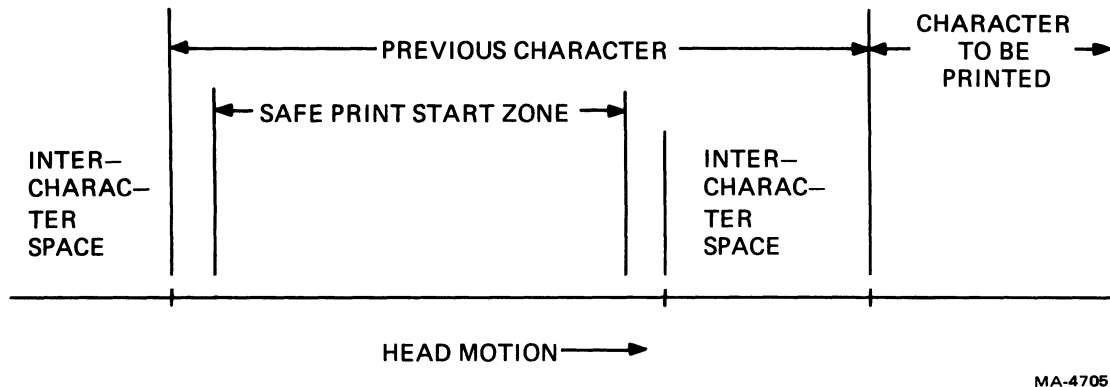 PREVIOUS CHARACTER
CHARACTER
TO BE
PRINTED
SAFE PRINT START ZONE
INTER–
CHARAC–
TER
SPACE
INTER–
CHARAC–
TER
SPACE
HEAD MOTION
MA-4705